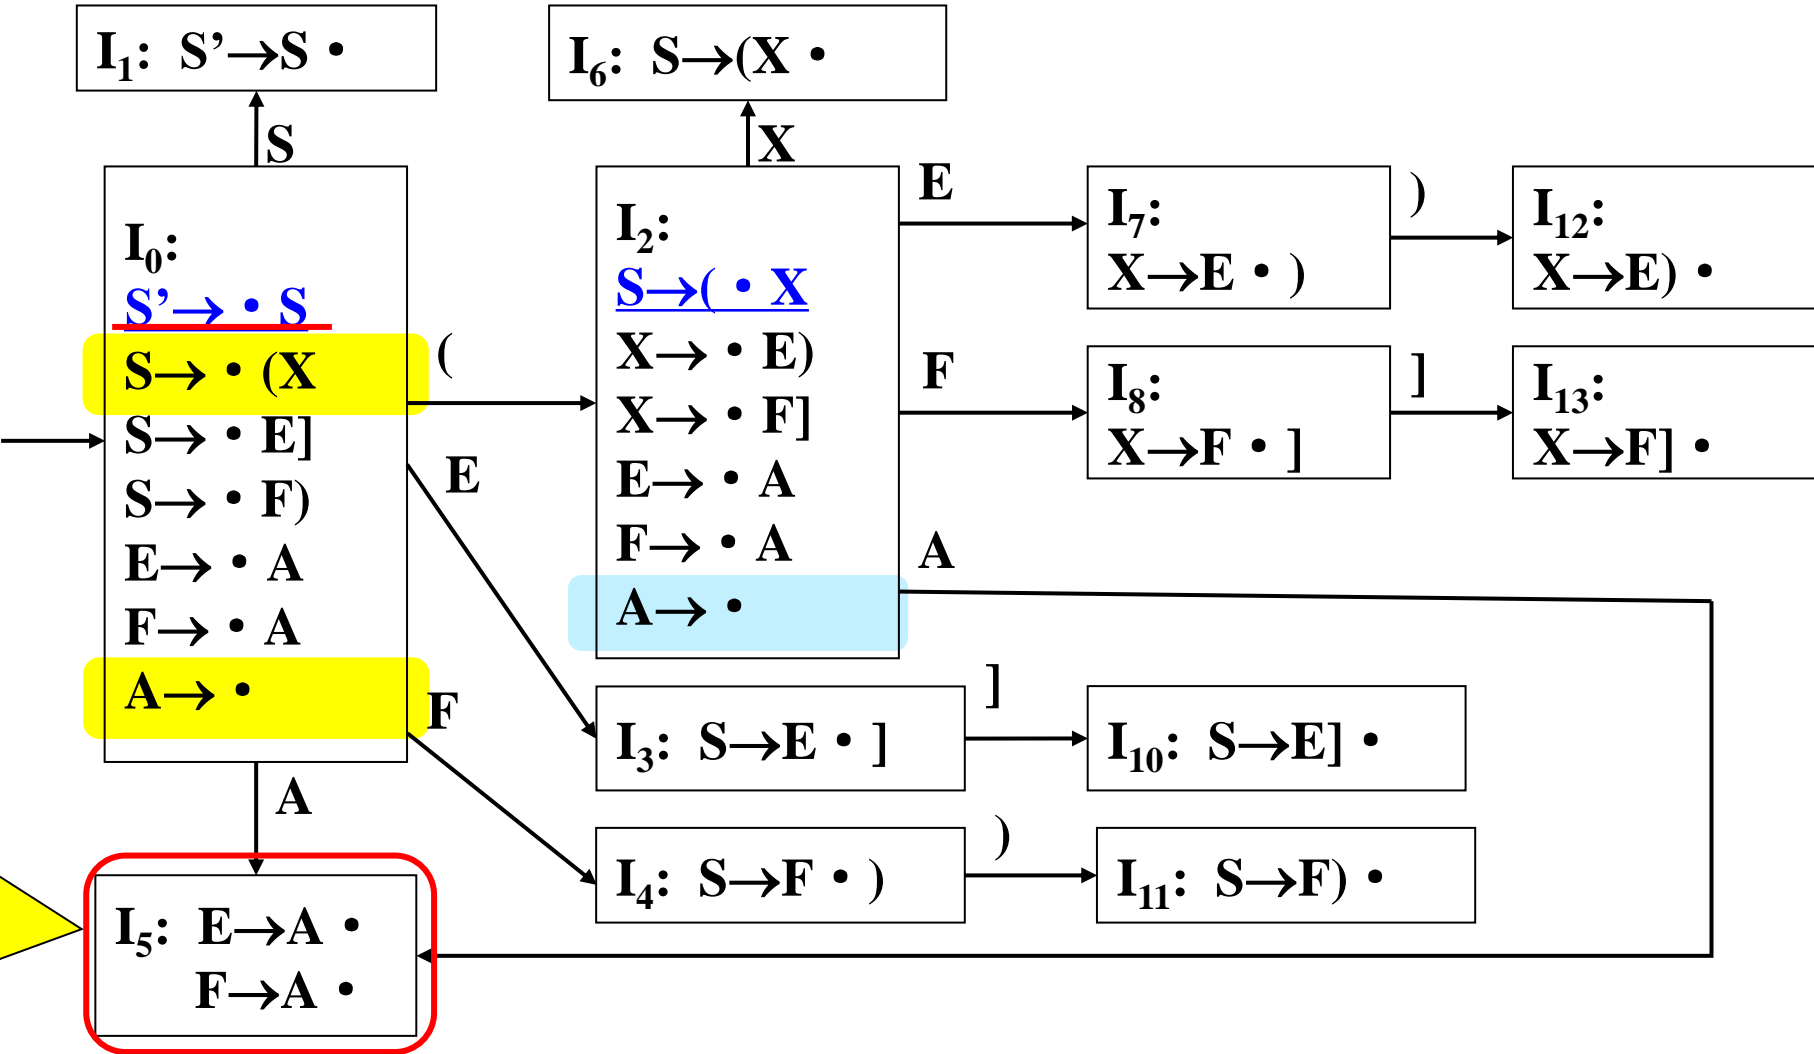 I₁: S’→S •
I₆: S→(X •
S
X
I₀:
S’→ • S
S→ • (X
S→ • E]
S→ • F)
E→ • A
F→ • A
A→ •
(
E
F
A
I₂:
S→( • X
X→ • E)
X→ • F]
E→ • A
F→ • A
A→ •
E
F
A
I₇:
X→E • )
)
I₁₂:
X→E) •
I₈:
X→F • ]
]
I₁₃:
X→F] •
I₃: S→E • ]
]
I₁₀: S→E] •
I₄: S→F • )
)
I₁₁: S→F) •
I₅: E→A •
F→A •